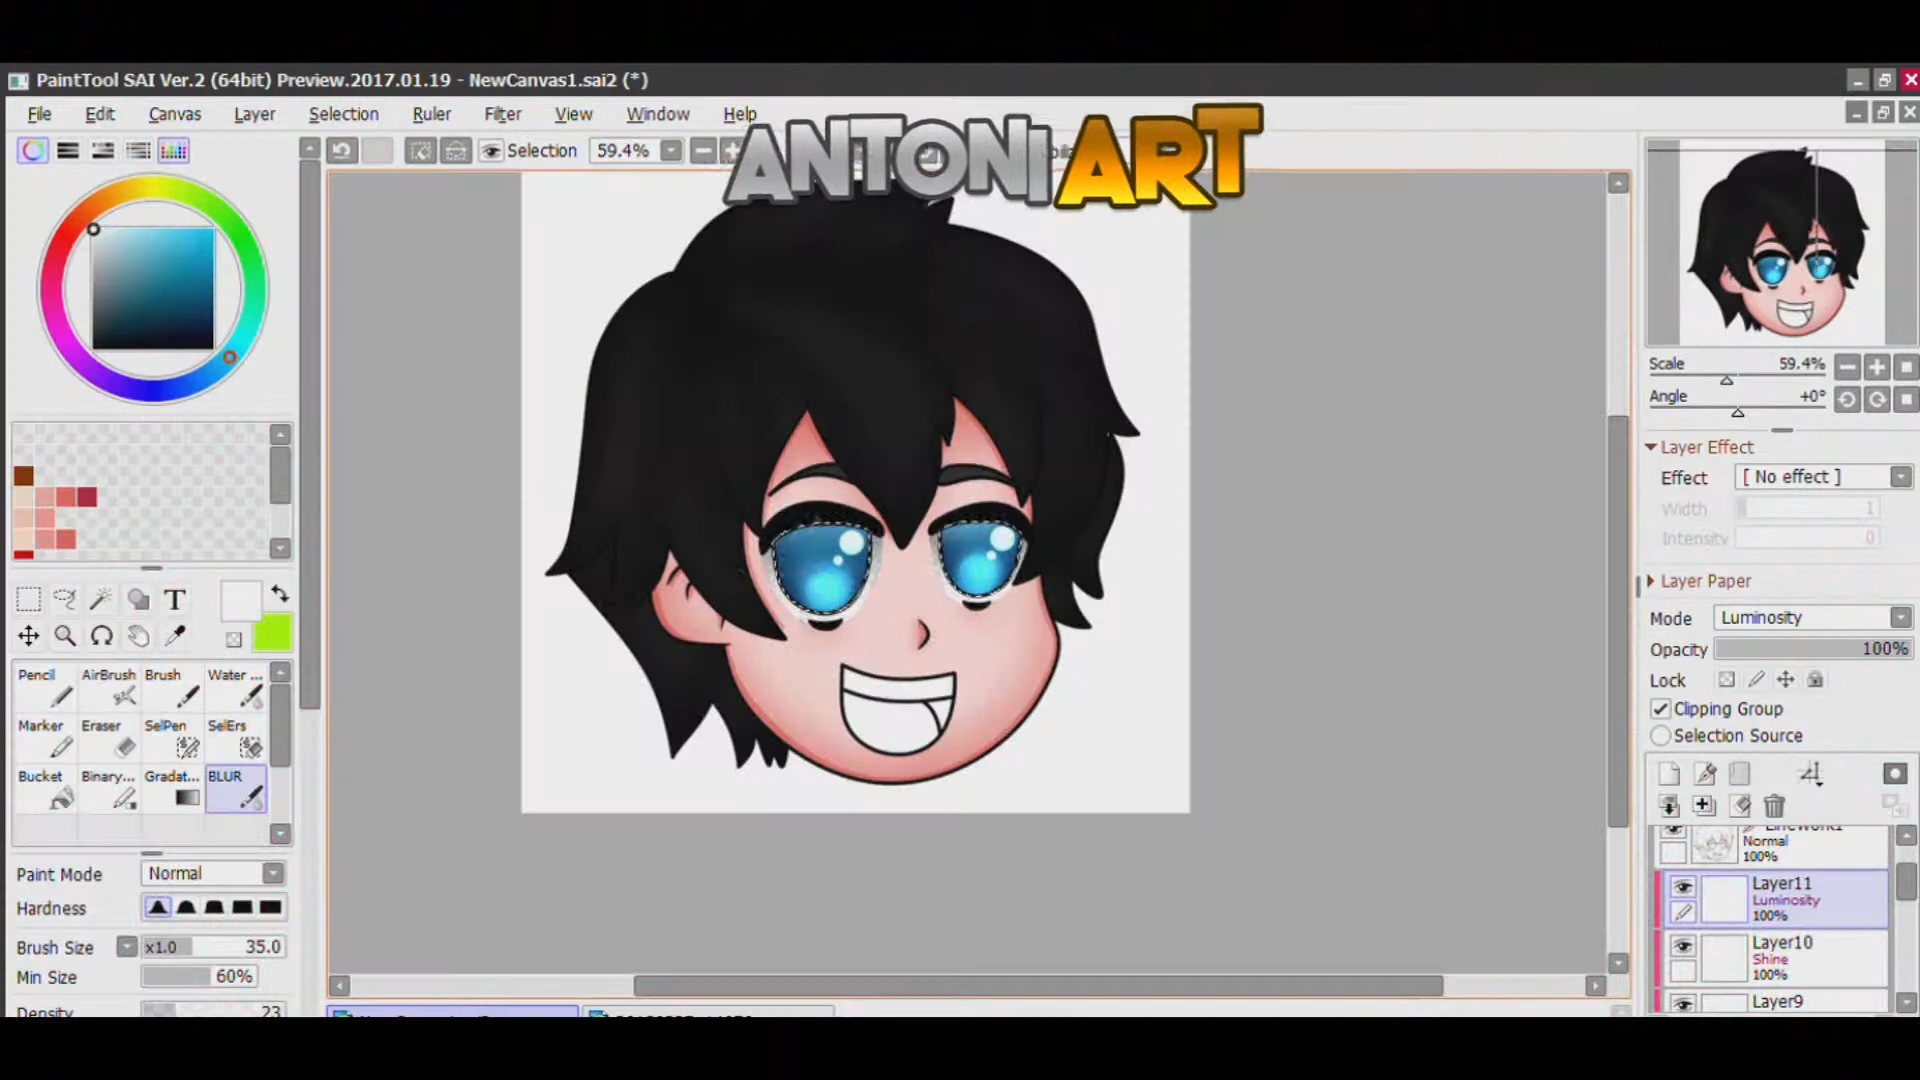 PaintTool SAI Ver.2 (64bit) Preview.2017.01.19 - NewCanvas1.sai2 (*)
File Edit Canvas Layer Selection Ruler Filter View Window Help
ANTONI ART
Selection 59.4%
Scale 59.4%
Angle +0°
Layer Effect
Effect [ No effect ]
Width 1
Intensity 0
Layer Paper
Mode Luminosity
Opacity 100%
Lock
Clipping Group
Selection Source
T
Pencil AirBrush Brush Water ...
Marker Eraser SelPen SelErs
Bucket Binary... Gradat... BLUR
Paint Mode Normal
Hardness
Brush Size x1.0 35.0
Min Size 60%
Density 23
LineWork1
Normal
100%
Layer11
Luminosity
100%
Layer10
Shine
100%
Layer9